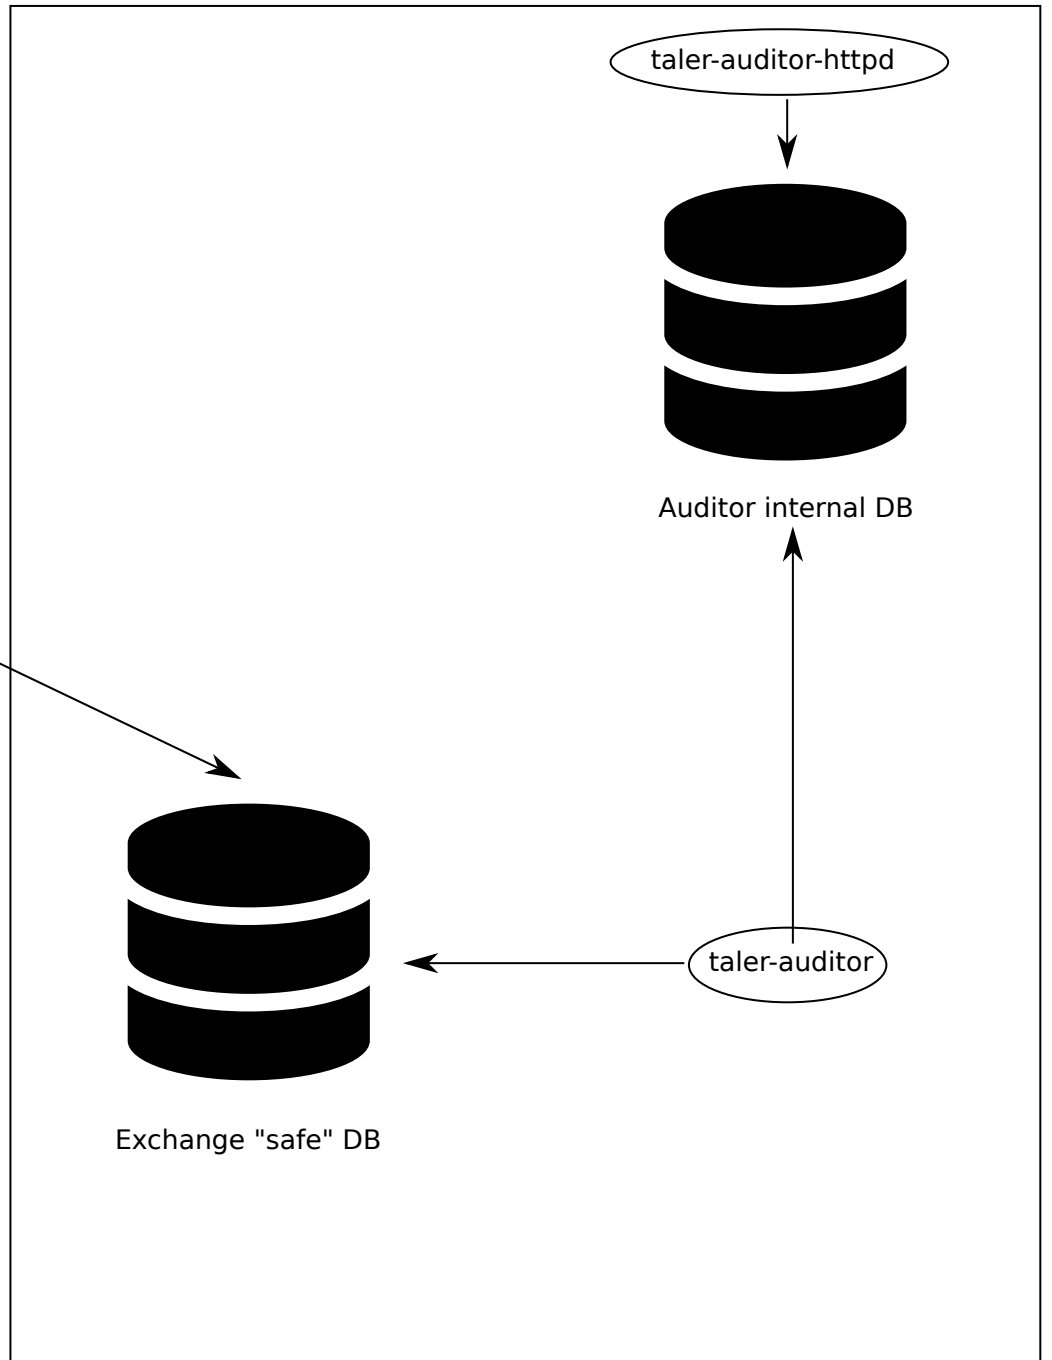 taler-auditor-httpd
Auditor internal DB
taler-auditor
Exchange "safe" DB